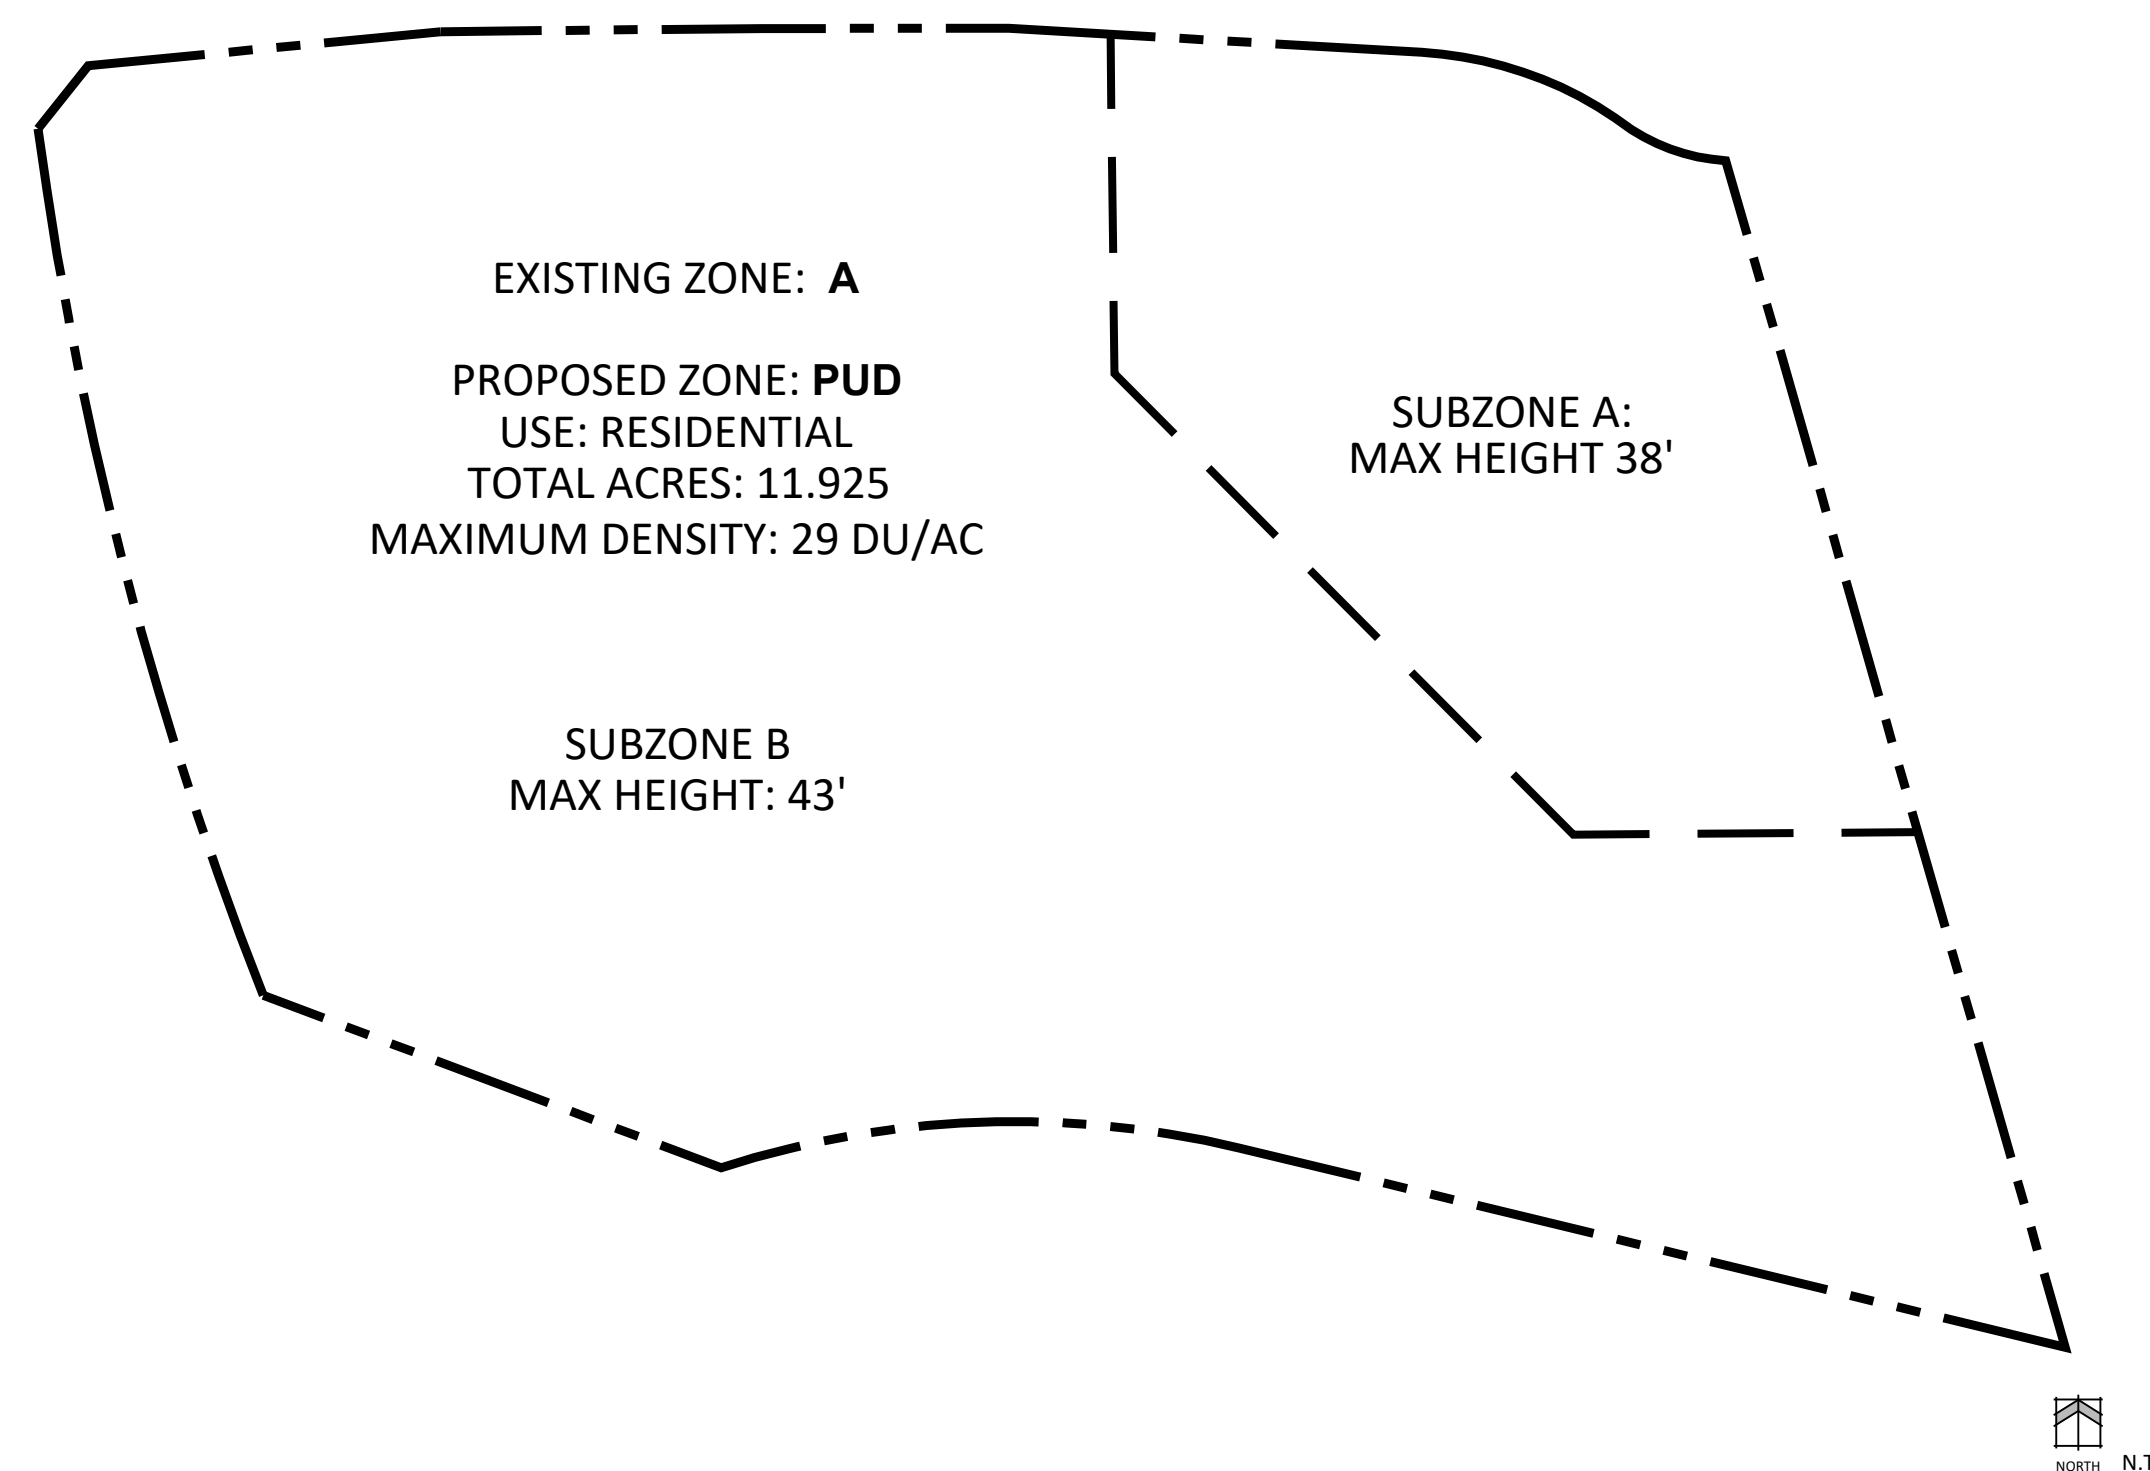 EXISTING ZONE: A
PROPOSED ZONE: PUD
USE: RESIDENTIAL
TOTAL ACRES: 11.925
MAXIMUM DENSITY: 29 DU/AC
SUBZONE A:
MAX HEIGHT 38'
SUBZONE B
MAX HEIGHT: 43'
NORTH